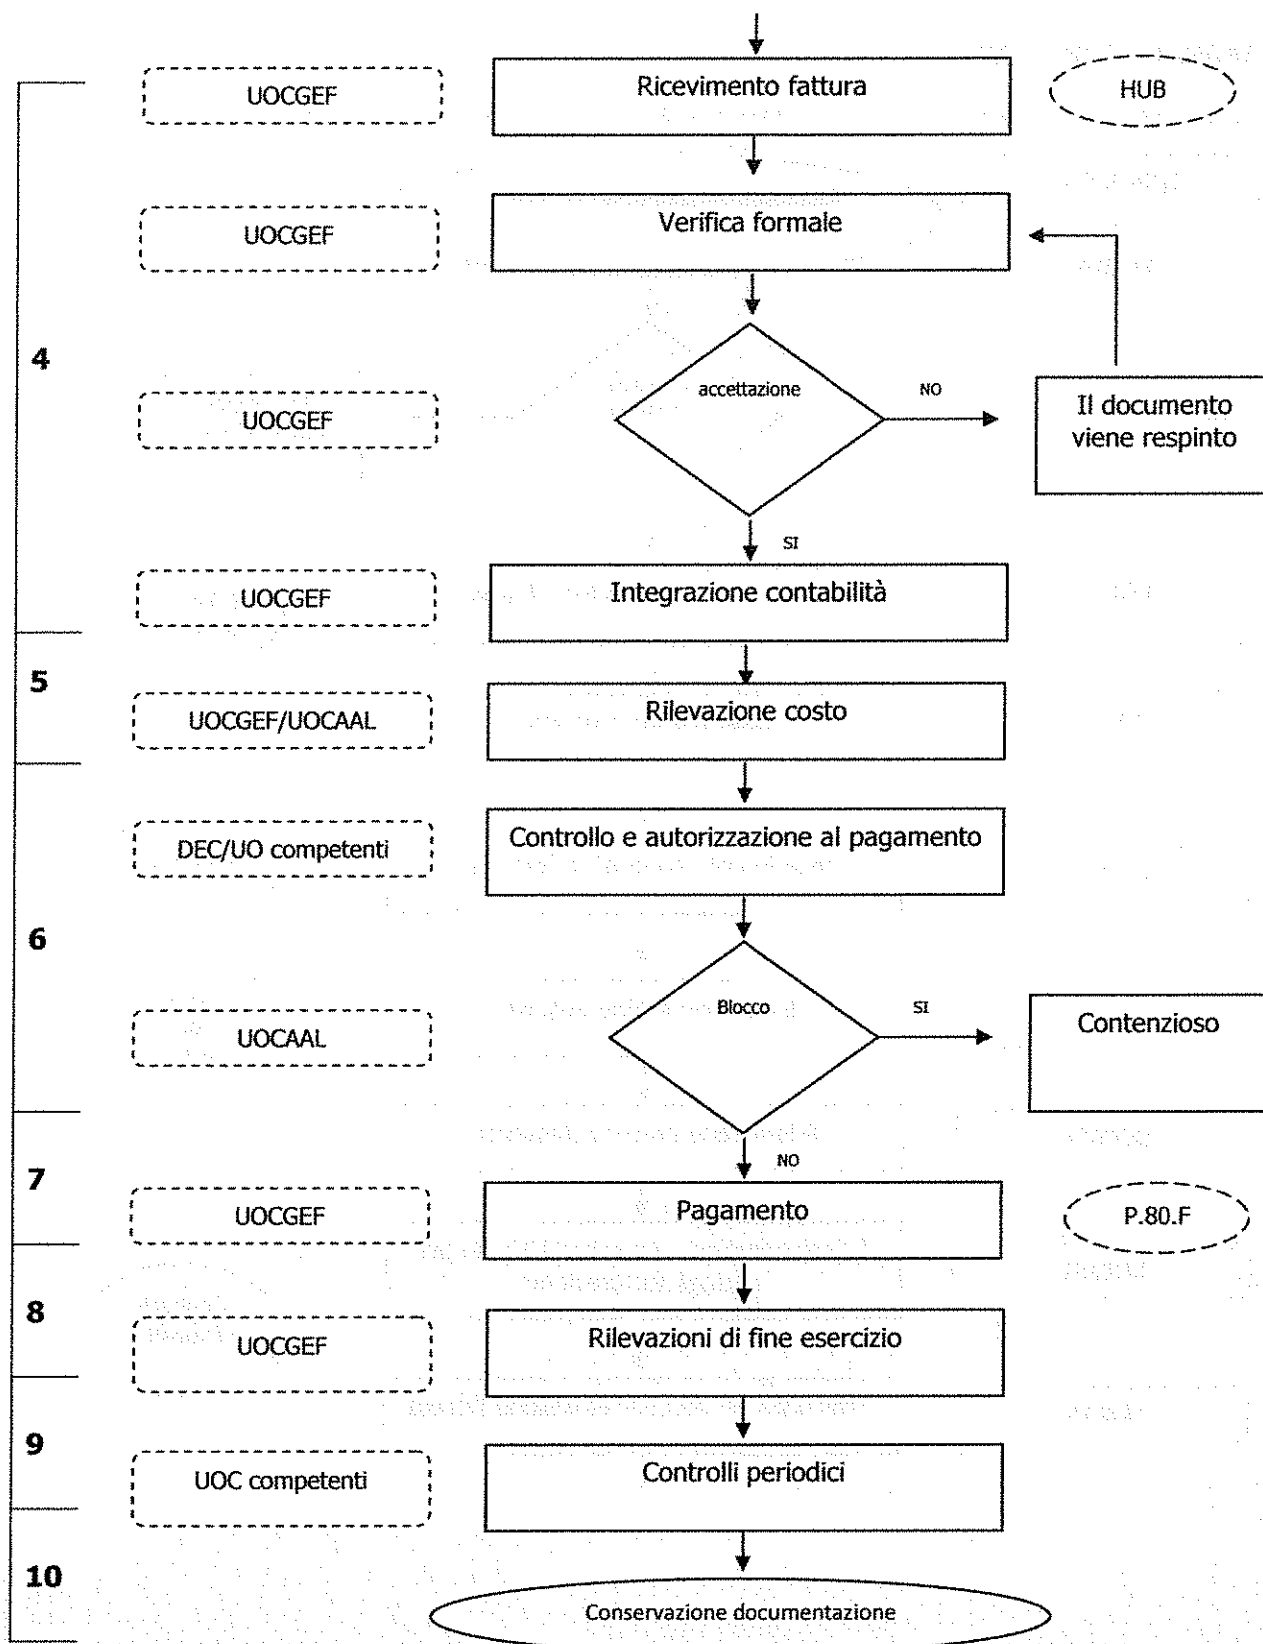 UOCGEF
Ricevimento fattura
HUB
UOCGEF
Verifica formale
4
UOCGEF
accettazione
NO
Il documento
viene respinto
SI
UOCGEF
Integrazione contabilità
5
UOCGEF/UOCAAL
Rilevazione costo
DEC/UO competenti
Controllo e autorizzazione al pagamento
6
UOCAAL
Blocco
SI
Contenzioso
NO
7
UOCGEF
Pagamento
P.80.F
8
UOCGEF
Rilevazioni di fine esercizio
9
UOC competenti
Controlli periodici
10
Conservazione documentazione